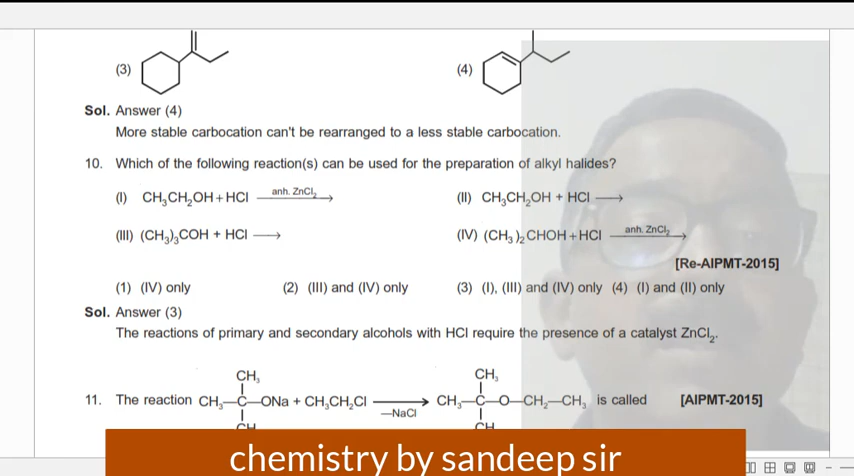 (3)
(4)
Sol. Answer (4)
More stable carbocation can't be rearranged to a less stable carbocation.
10. Which of the following reaction(s) can be used for the preparation of alkyl halides?
(I) CH₃CH₂OH + HCl —anh. ZnCl₂→
(II) CH₃CH₂OH + HCl ⟶
(III) (CH₃)₃COH + HCl ⟶
(IV) (CH₃)₂CHOH + HCl —anh. ZnCl₂→
[Re-AIPMT-2015]
(1) (IV) only (2) (III) and (IV) only (3) (I), (III) and (IV) only (4) (I) and (II) only
Sol. Answer (3)
The reactions of primary and secondary alcohols with HCl require the presence of a catalyst ZnCl₂.
CH₃ CH₃
11. The reaction CH₃—C—ONa + CH₃CH₂Cl —–NaCl→ CH₃—C—O—CH₂—CH₃ is called [AIPMT-2015]
chemistry by sandeep sir